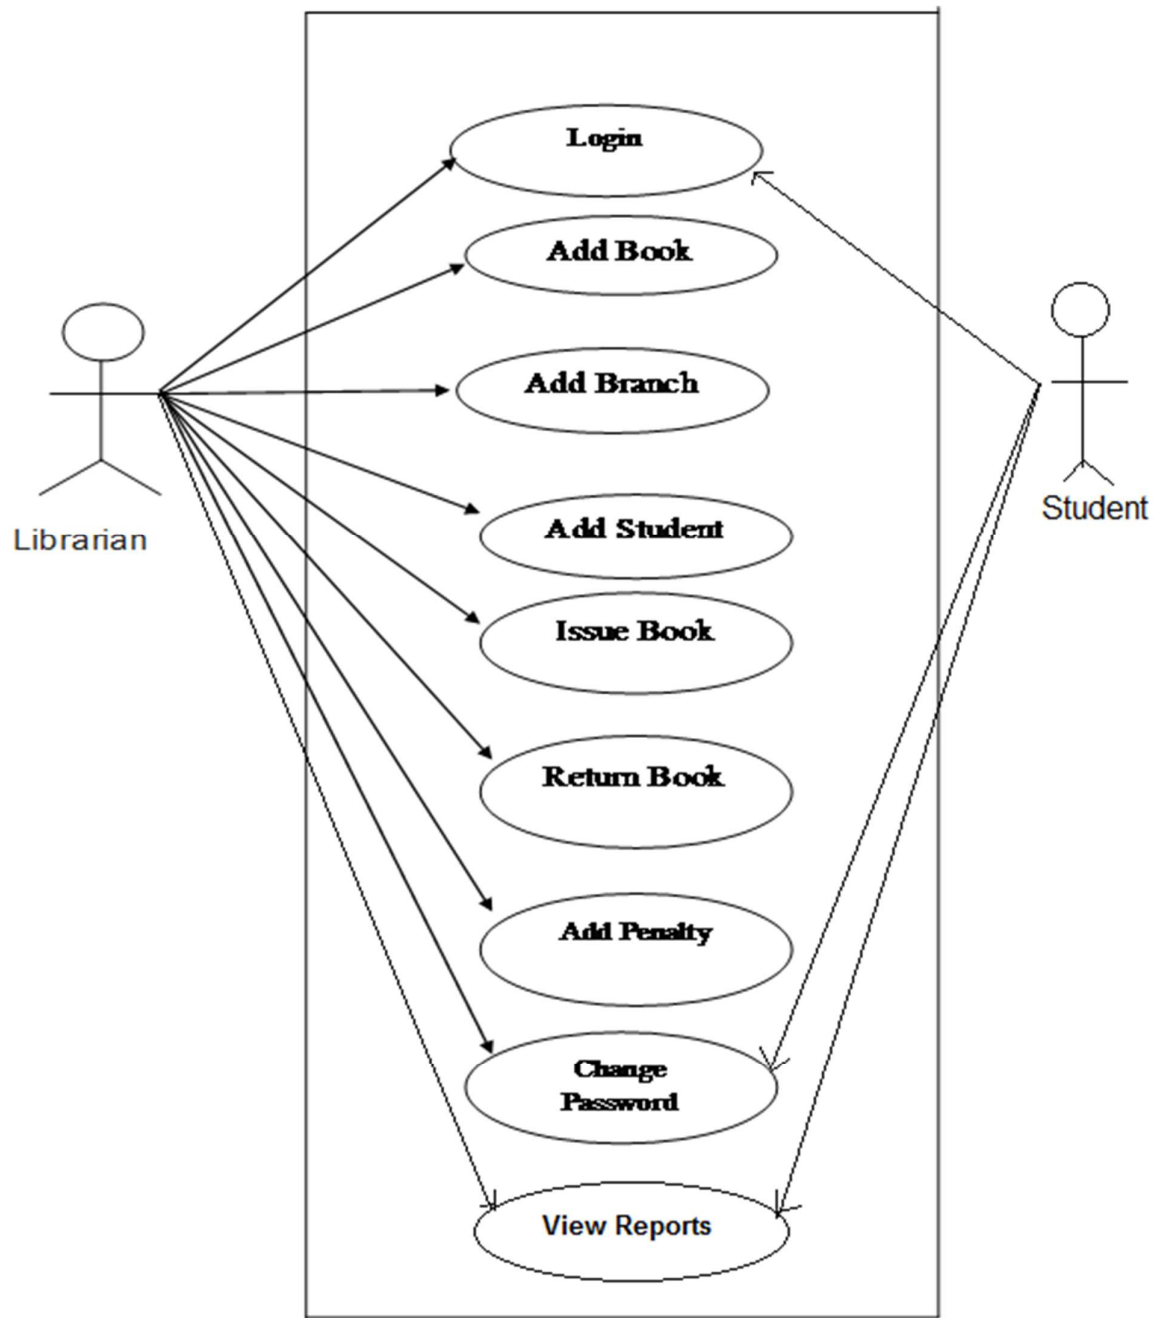 Login
Add Book
Add Branch
Add Student
Issue Book
Return Book
Add Penalty
Change
Password
View Reports
Librarian
Student